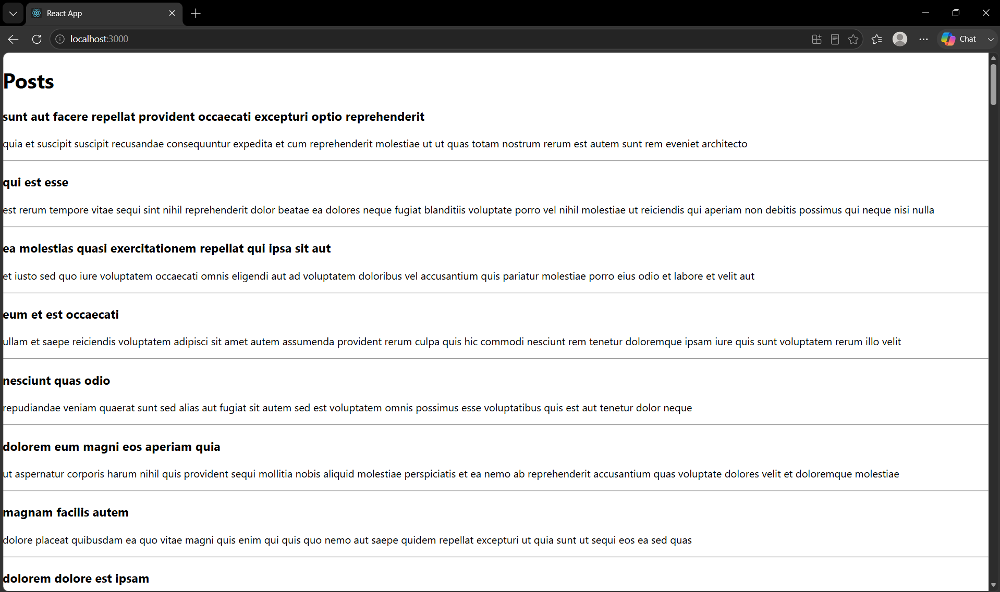 React App
localhost:3000
Chat
Posts
sunt aut facere repellat provident occaecati excepturi optio reprehenderit
quia et suscipit suscipit recusandae consequuntur expedita et cum reprehenderit molestiae ut ut quas totam nostrum rerum est autem sunt rem eveniet architecto
qui est esse
est rerum tempore vitae sequi sint nihil reprehenderit dolor beatae ea dolores neque fugiat blanditiis voluptate porro vel nihil molestiae ut reiciendis qui aperiam non debitis possimus qui neque nisi nulla
ea molestias quasi exercitationem repellat qui ipsa sit aut
et iusto sed quo iure voluptatem occaecati omnis eligendi aut ad voluptatem doloribus vel accusantium quis pariatur molestiae porro eius odio et labore et velit aut
eum et est occaecati
ullam et saepe reiciendis voluptatem adipisci sit amet autem assumenda provident rerum culpa quis hic commodi nesciunt rem tenetur doloremque ipsam iure quis sunt voluptatem rerum illo velit
nesciunt quas odio
repudiandae veniam quaerat sunt sed alias aut fugiat sit autem sed est voluptatem omnis possimus esse voluptatibus quis est aut tenetur dolor neque
dolorem eum magni eos aperiam quia
ut aspernatur corporis harum nihil quis provident sequi mollitia nobis aliquid molestiae perspiciatis et ea nemo ab reprehenderit accusantium quas voluptate dolores velit et doloremque molestiae
magnam facilis autem
dolore placeat quibusdam ea quo vitae magni quis enim qui quis quo nemo aut saepe quidem repellat excepturi ut quia sunt ut sequi eos ea sed quas
dolorem dolore est ipsam